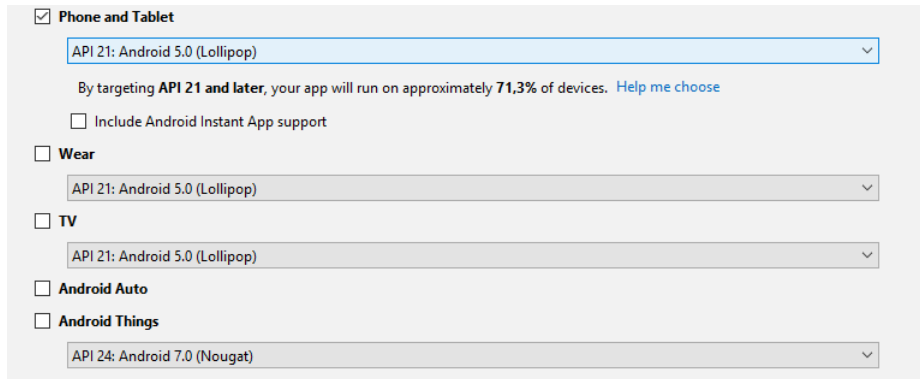 Phone and Tablet
API 21: Android 5.0 (Lollipop)
By targeting API 21 and later, your app will run on approximately 71,3% of devices. Help me choose
Include Android Instant App support
Wear
API 21: Android 5.0 (Lollipop)
TV
API 21: Android 5.0 (Lollipop)
Android Auto
Android Things
API 24: Android 7.0 (Nougat)